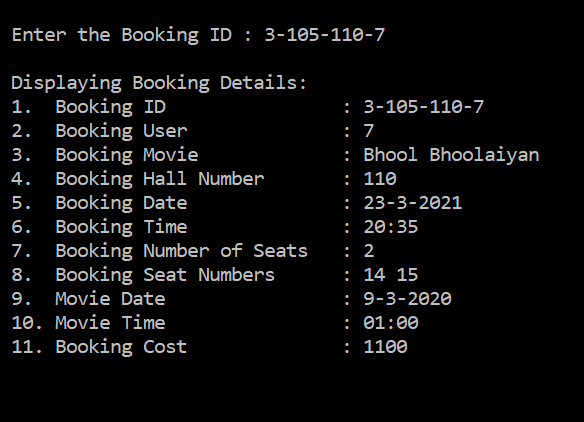 Enter the Booking ID : 3-105-110-7
Displaying Booking Details:
1. Booking ID : 3-105-110-7
2. Booking User : 7
3. Booking Movie : Bhool Bhoolaiyan
4. Booking Hall Number : 110
5. Booking Date : 23-3-2021
6. Booking Time : 20:35
7. Booking Number of Seats : 2
8. Booking Seat Numbers : 14 15
9. Movie Date : 9-3-2020
10. Movie Time : 01:00
11. Booking Cost : 1100